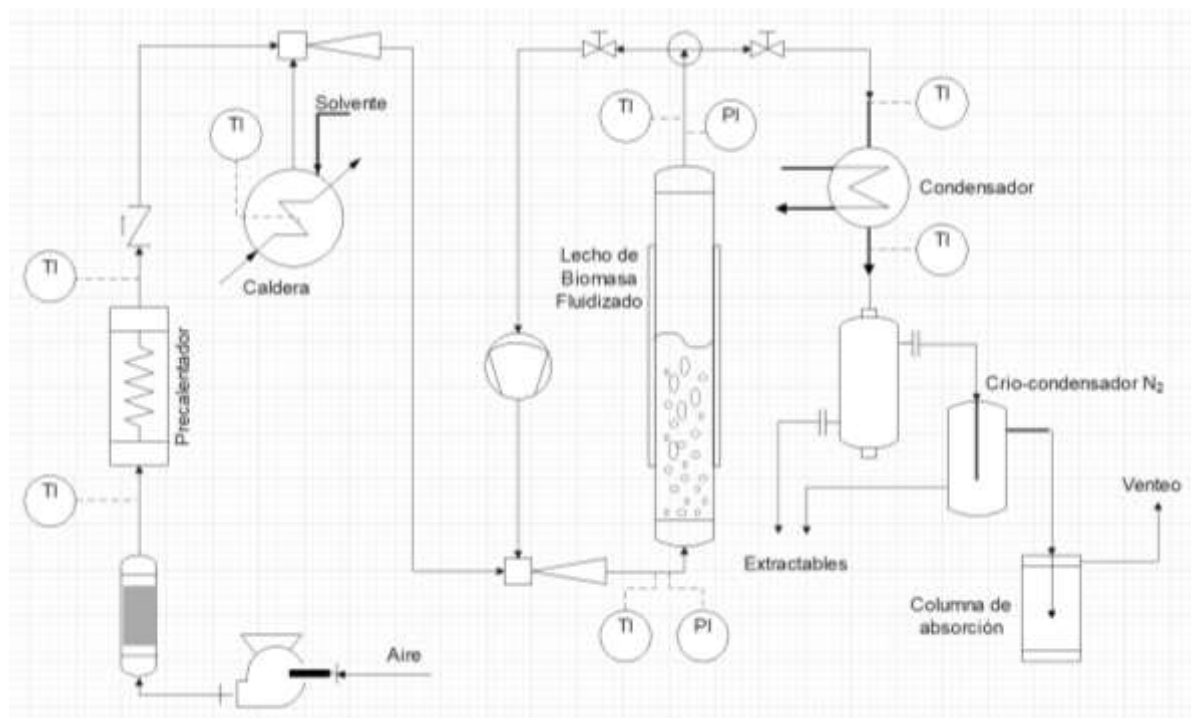 Solvente
TI
TI
PI
TI
Condensador
TI
TI
Caldera
Lecho de
Biomasa
Fluidizado
Precalentador
Crio-condensador N₂
TI
Venteo
Extractables
Columna de
absorción
TI
PI
Aire